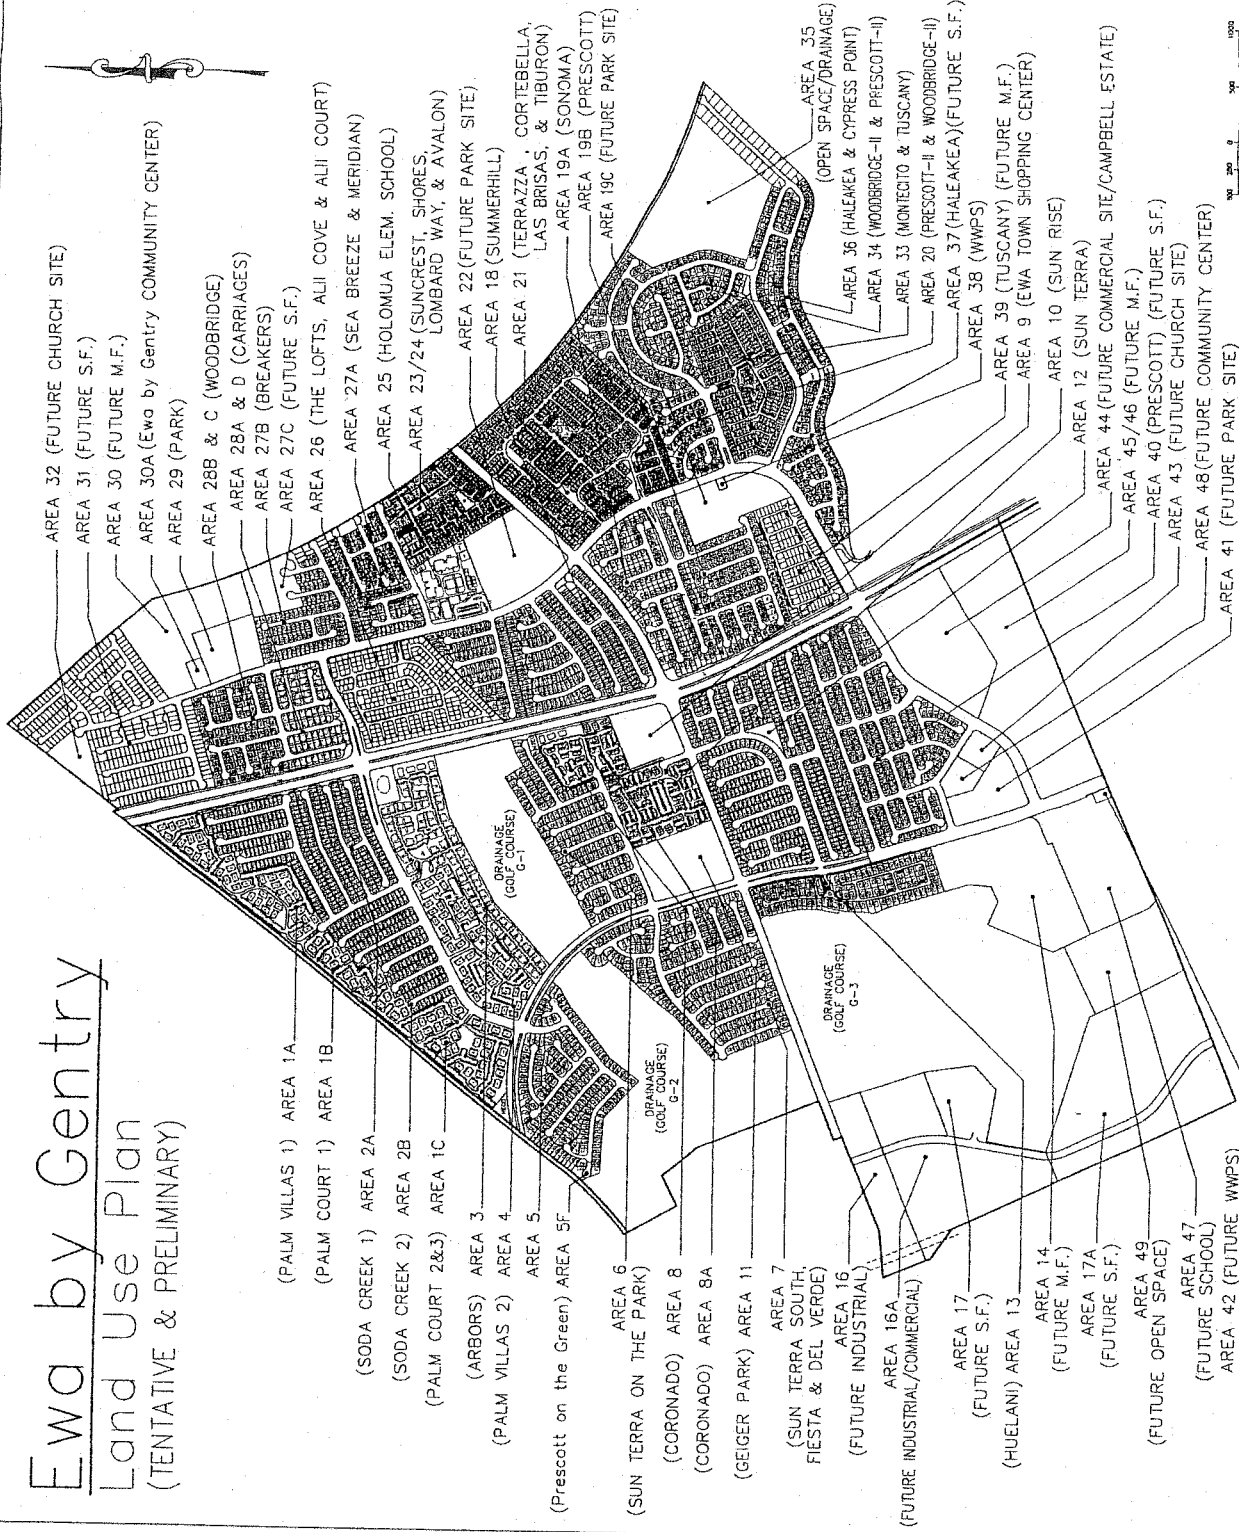 Ewa by Gentry
Land Use Plan
(TENTATIVE & PRELIMINARY)
AREA 32 (FUTURE CHURCH SITE)
AREA 31 (FUTURE S.F.)
AREA 30 (FUTURE M.F.)
AREA 30A(Ewa by Gentry COMMUNITY CENTER)
AREA 29 (PARK)
AREA 28B & C (WOODBRIDGE)
AREA 28A & D (CARRIAGES)
AREA 27B (BREAKERS)
AREA 27C (FUTURE S.F.)
AREA 26 (THE LOFTS, ALII COVE & ALII COURT)
AREA 27A (SEA BREEZE & MERIDIAN)
AREA 25 (HOLOMUA ELEM. SCHOOL)
AREA 23/24 (SUNCREST, SHORES,
LOMBARD WAY, & AVALON)
AREA 22 (FUTURE PARK SITE)
AREA 18 (SUMMERHILL)
AREA 21 (TERRAZZA, CORTEBELLA,
LAS BRISAS, & TIBURON)
AREA 19A (SONOMA)
AREA 19B (PRESCOTT)
AREA 19C (FUTURE PARK SITE)
AREA 35
(OPEN SPACE/DRAINAGE)
AREA 36 (HALEAKEA & CYPRESS POINT)
AREA 34 (WOODBRIDGE-II & PRESCOTT-II)
AREA 33 (MONTECITO & TUSCANY)
AREA 20 (PRESCOTT-II & WOODBRIDGE-II)
AREA 37 (HALEAKEA)(FUTURE S.F.)
AREA 38 (WWPS)
AREA 39 (TUSCANY) (FUTURE M.F.)
AREA 9 (EWA TOWN SHOPPING CENTER)
AREA 10 (SUN RISE)
AREA 12 (SUN TERRA)
AREA 44 (FUTURE COMMERCIAL SITE/CAMPBELL ESTATE)
AREA 45/46 (FUTURE M.F.)
AREA 40 (PRESCOTT) (FUTURE S.F.)
AREA 43 (FUTURE CHURCH SITE)
AREA 48(FUTURE COMMUNITY CENTER)
AREA 41 (FUTURE PARK SITE)
(PALM VILLAS 1) AREA 1A
(PALM COURT 1) AREA 1B
(SODA CREEK 1) AREA 2A
(SODA CREEK 2) AREA 2B
(PALM COURT 2&3) AREA 1C
(ARBORS) AREA 3
(PALM VILLAS 2) AREA 4
AREA 5
(Prescott on the Green) AREA 5F
AREA 6
(SUN TERRA ON THE PARK)
(CORONADO) AREA 8
(CORONADO) AREA 8A
(GEIGER PARK) AREA 11
AREA 7
(SUN TERRA SOUTH,
FIESTA & DEL VERDE)
AREA 16
(FUTURE INDUSTRIAL)
AREA 16A
(FUTURE INDUSTRIAL/COMMERCIAL)
AREA 17
(FUTURE S.F.)
(HUELANI) AREA 13
AREA 14
(FUTURE M.F.)
AREA 17A
(FUTURE S.F.)
AREA 49
(FUTURE OPEN SPACE)
AREA 47
(FUTURE SCHOOL)
AREA 42 (FUTURE WWPS)
DRAINAGE
(GOLF COURSE)
G-1
DRAINAGE
(GOLF COURSE)
G-2
DRAINAGE
(GOLF COURSE)
G-3